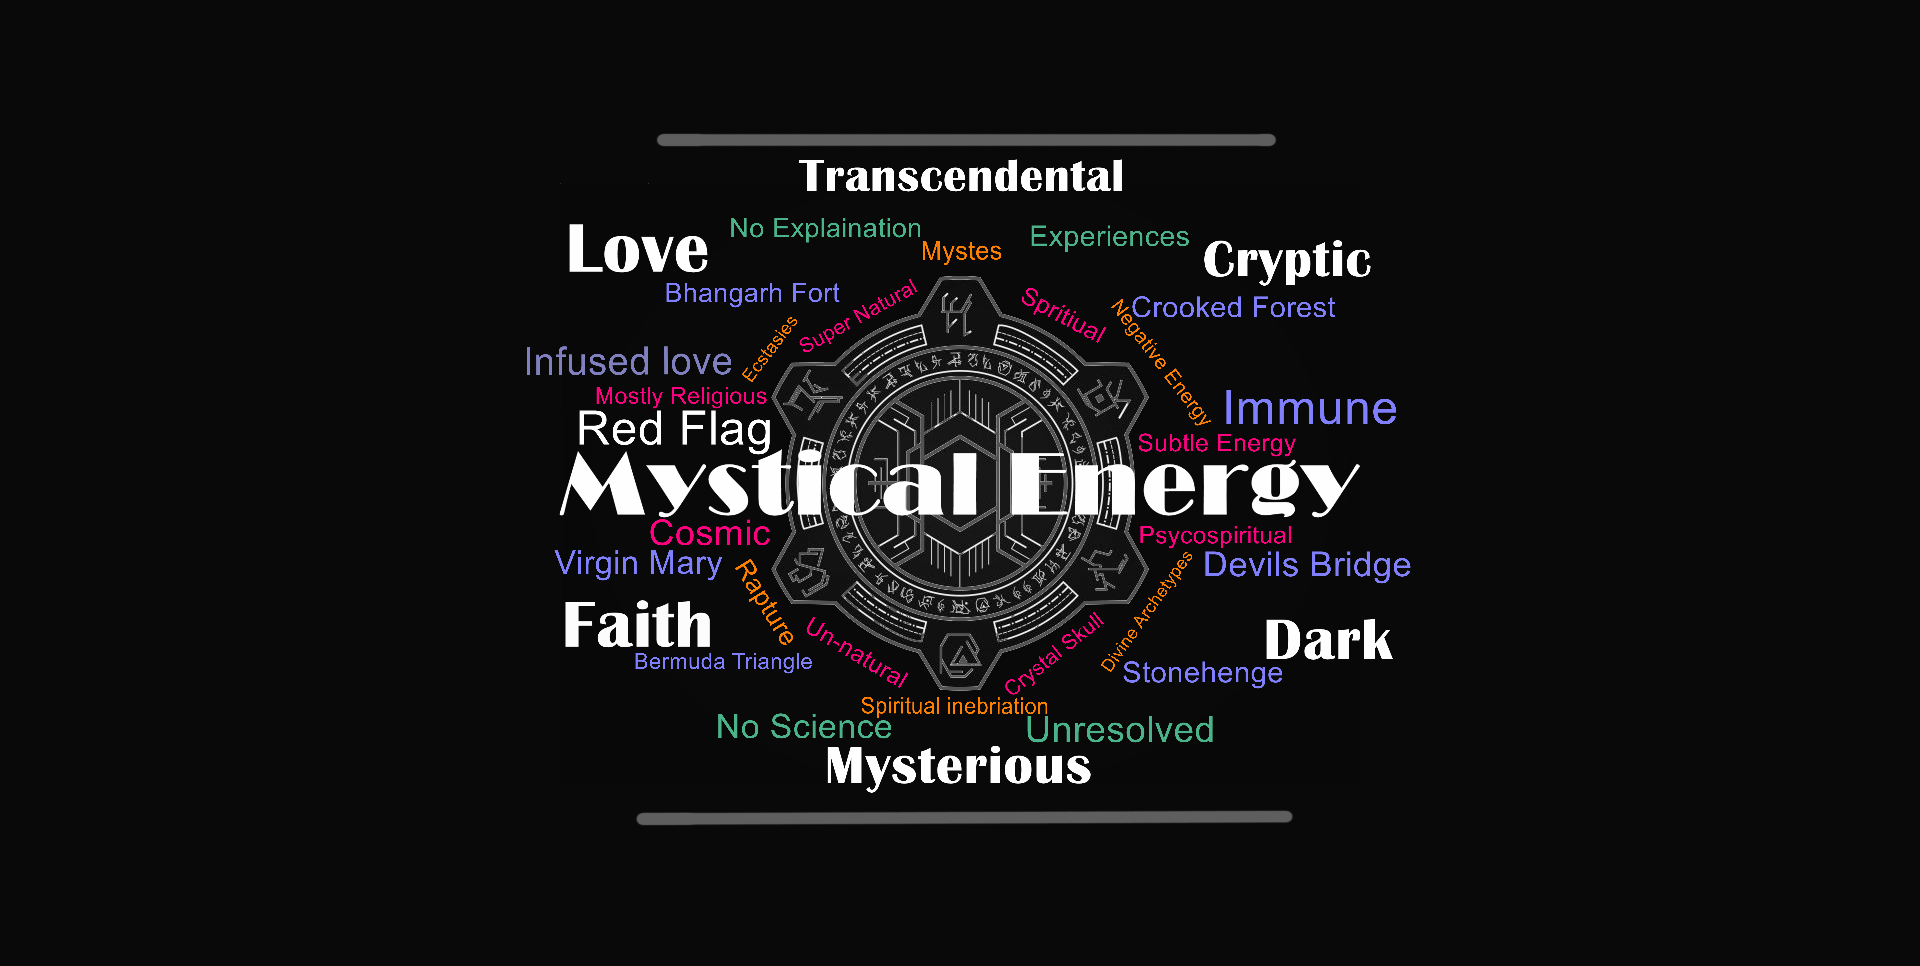 Transcendental
No Explaination
Experiences
Mystes
Love
Cryptic
Bhangarh Fort
Super Natural
Spritiual
Crooked Forest
Ecstasies
Negative Energy
Infused love
Mostly Religious
Immune
Red Flag
Subtle Energy
Mystical Energy
Cosmic
Psycospiritual
Virgin Mary
Devils Bridge
Rapture
Divine Archetypes
Faith
Dark
Un-natural
Crystal Skull
Bermuda Triangle
Stonehenge
Spiritual inebriation
No Science
Unresolved
Mysterious